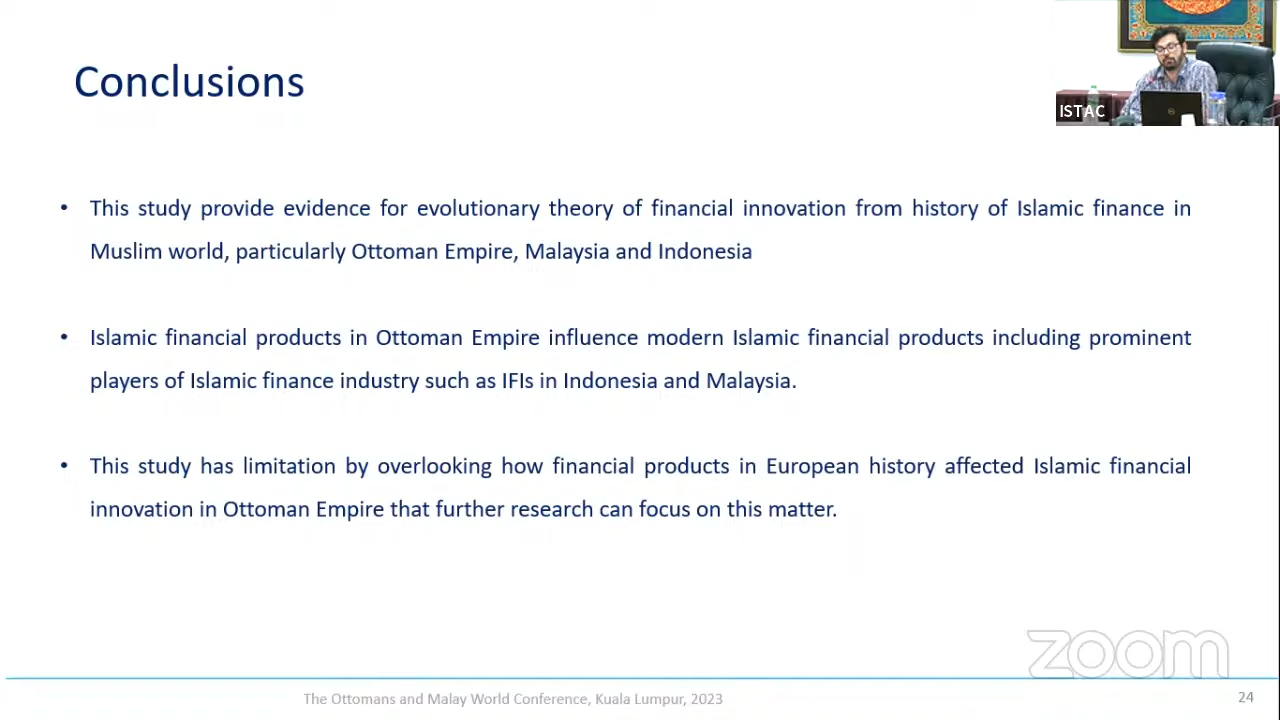 Conclusions
ISTAC
• This study provide evidence for evolutionary theory of financial innovation from history of Islamic finance in
Muslim world, particularly Ottoman Empire, Malaysia and Indonesia
• Islamic financial products in Ottoman Empire influence modern Islamic financial products including prominent
players of Islamic finance industry such as IFIs in Indonesia and Malaysia.
• This study has limitation by overlooking how financial products in European history affected Islamic financial
innovation in Ottoman Empire that further research can focus on this matter.
zoom
The Ottomans and Malay World Conference, Kuala Lumpur, 2023
24